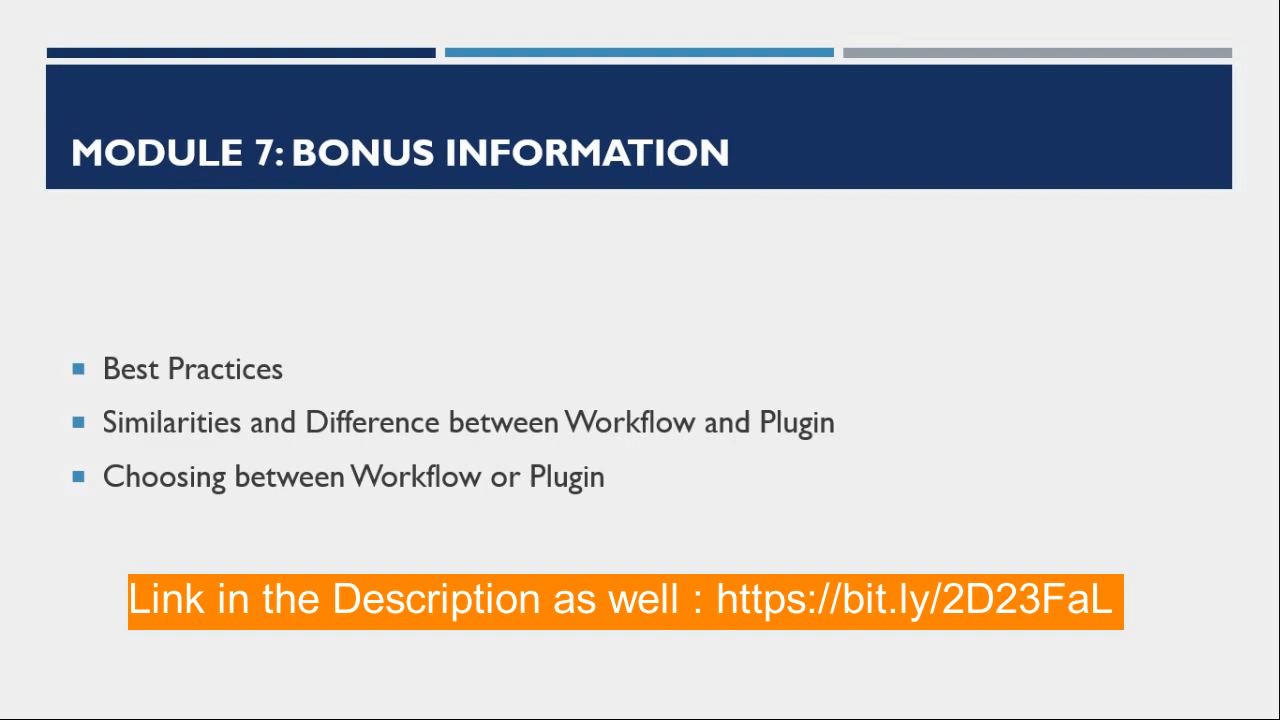 MODULE 7: BONUS INFORMATION
Best Practices
Similarities and Difference between Workflow and Plugin
Choosing between Workflow or Plugin
Link in the Description as well : https://bit.ly/2D23FaL